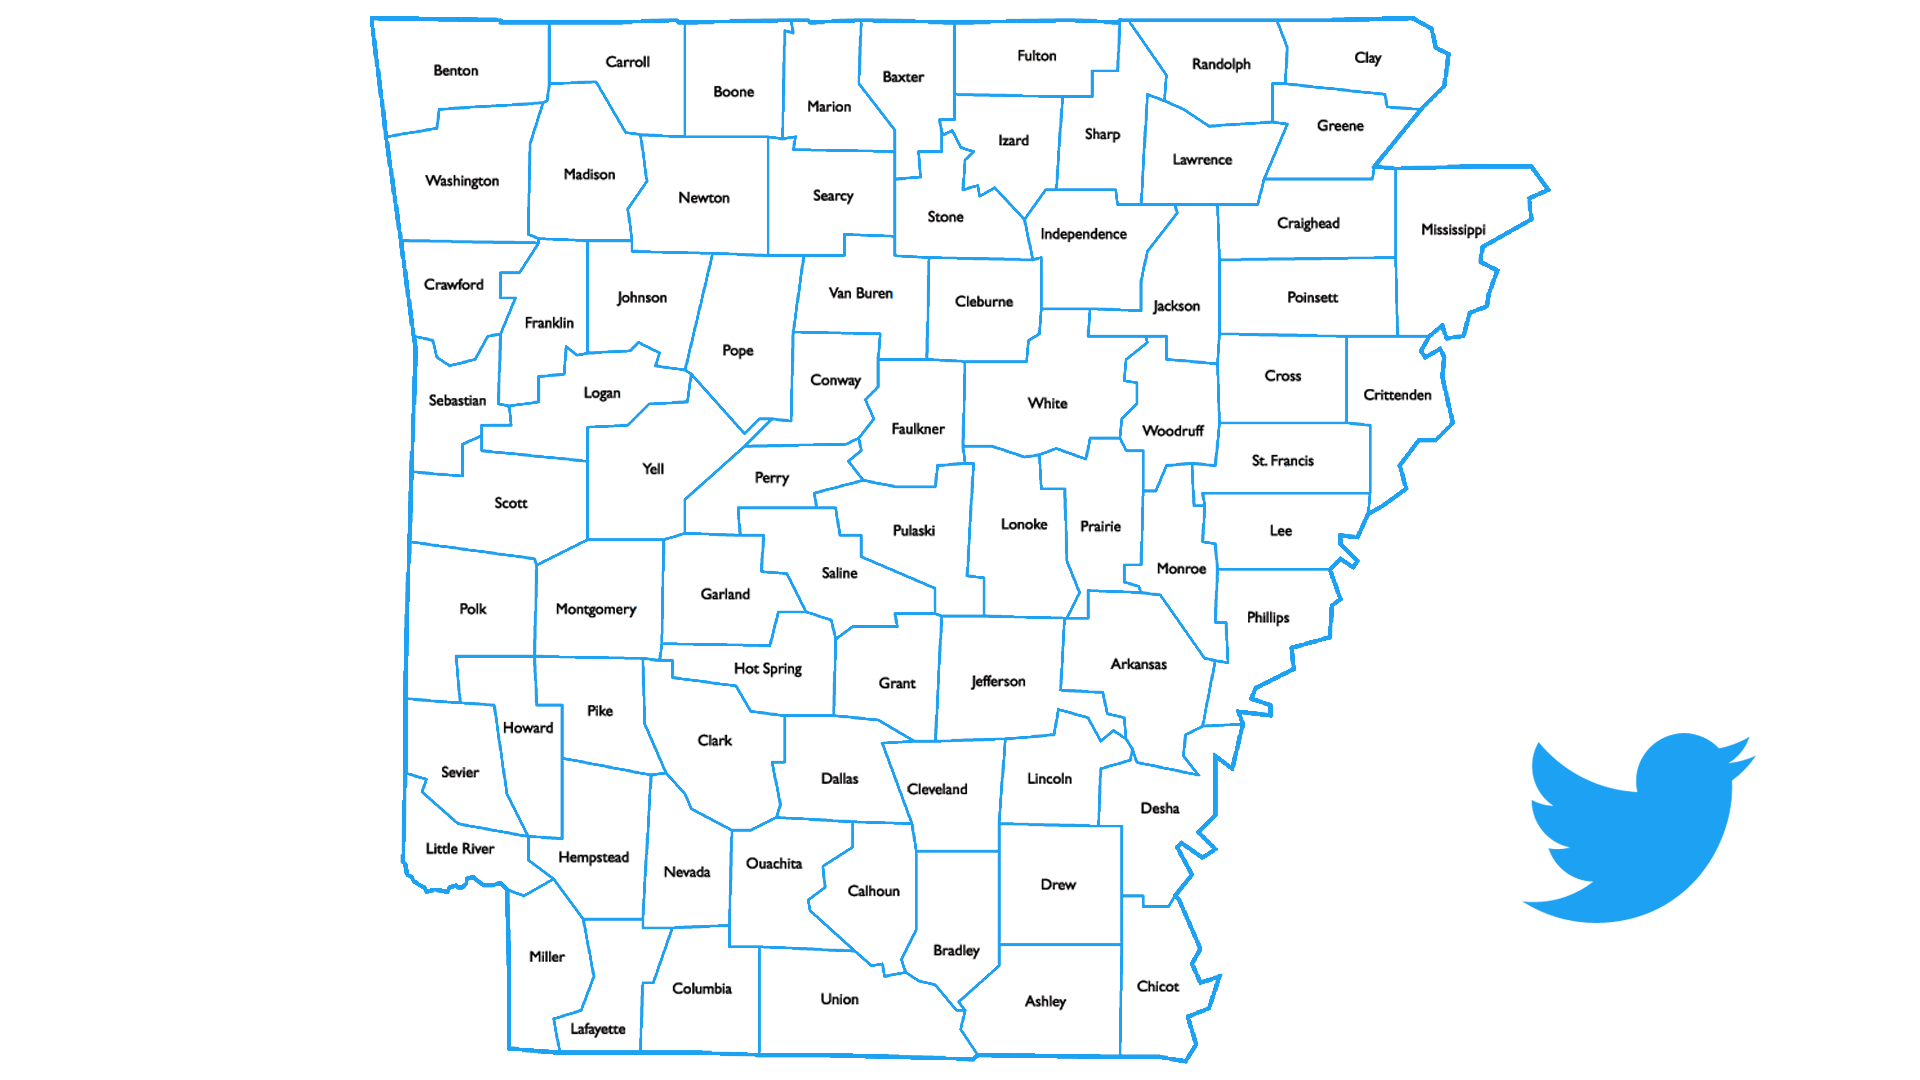 Benton
Carroll
Boone
Marion
Baxter
Fulton
Randolph
Clay
Washington
Madison
Newton
Searcy
Stone
Izard
Sharp
Lawrence
Greene
Independence
Craighead
Mississippi
Crawford
Franklin
Johnson
Pope
Van Buren
Cleburne
Jackson
Poinsett
Sebastian
Logan
Conway
Faulkner
White
Woodruff
Cross
Crittenden
Scott
Yell
Perry
Pulaski
Lonoke
Prairie
St. Francis
Lee
Monroe
Polk
Montgomery
Garland
Saline
Phillips
Hot Spring
Grant
Jefferson
Arkansas
Howard
Pike
Clark
Sevier
Dallas
Cleveland
Lincoln
Desha
Little River
Hempstead
Nevada
Ouachita
Calhoun
Drew
Bradley
Miller
Lafayette
Columbia
Union
Ashley
Chicot